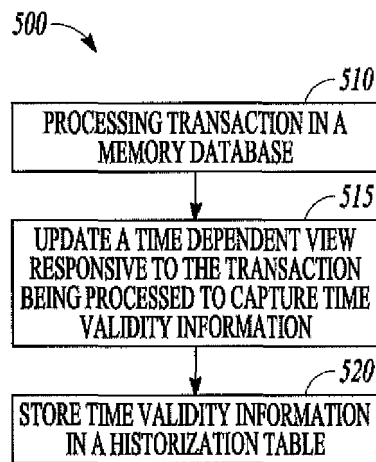 500
510
PROCESSING TRANSACTION IN A
MEMORY DATABASE
515
UPDATE A TIME DEPENDENT VIEW
RESPONSIVE TO THE TRANSACTION
BEING PROCESSED TO CAPTURE TIME
VALIDITY INFORMATION
520
STORE TIME VALIDITY INFORMATION
IN A HISTORIZATION TABLE